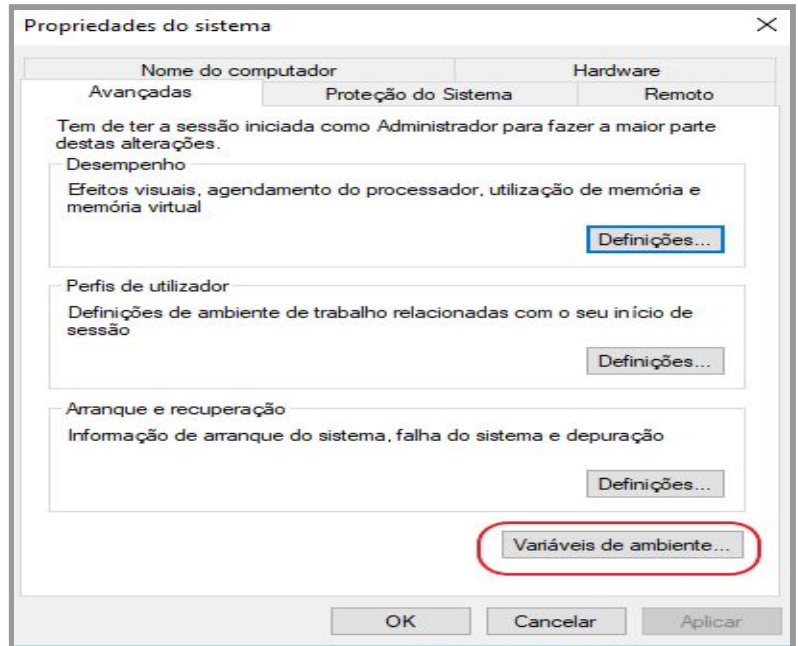 Propriedades do sistema
Nome do computador
Hardware
Avançadas
Proteção do Sistema
Remoto
Tem de ter a sessão iniciada como Administrador para fazer a maior parte
destas alterações.
Desempenho
Efeitos visuais, agendamento do processador, utilização de memória e
memória virtual
Definições...
Perfis de utilizador
Definições de ambiente de trabalho relacionadas com o seu início de
sessão
Definições...
Arranque e recuperação
Informação de arranque do sistema, falha do sistema e depuração
Definições...
Variáveis de ambiente...
OK
Cancelar
Aplicar